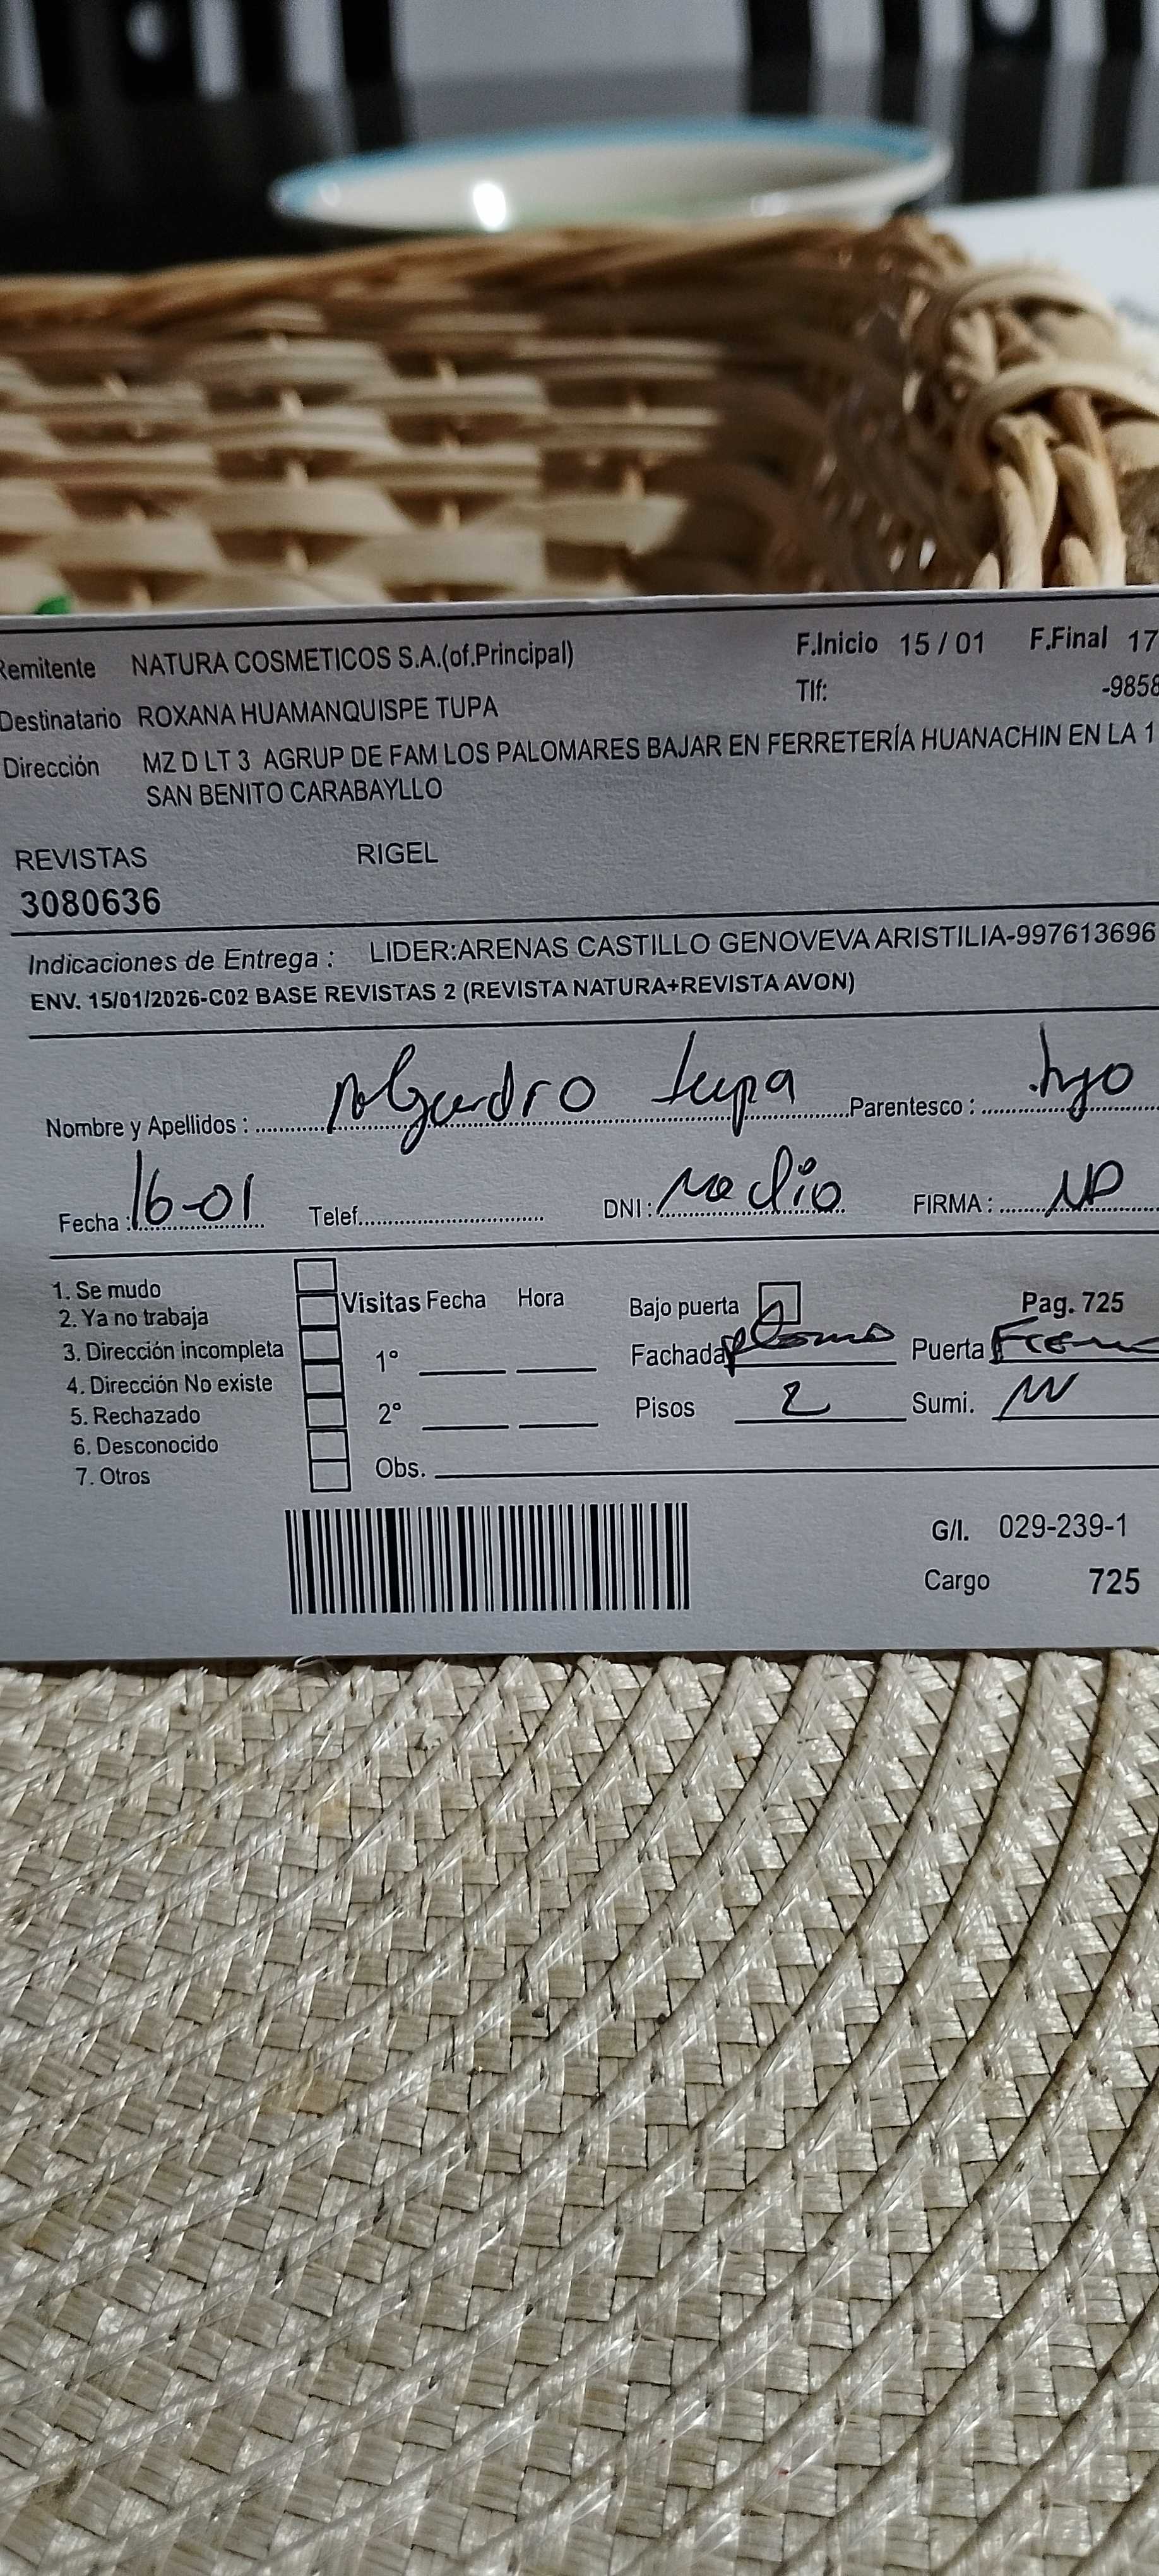 Remitente NATURA COSMETICOS S.A.(of.Principal) F.Inicio 15 / 01 F.Final 17
Tlf: -9858
Destinatario ROXANA HUAMANQUISPE TUPA
Dirección MZ D LT 3 AGRUP DE FAM LOS PALOMARES BAJAR EN FERRETERÍA HUANACHIN EN LA 1
SAN BENITO CARABAYLLO
REVISTAS RIGEL
3080636
Indicaciones de Entrega : LIDER:ARENAS CASTILLO GENOVEVA ARISTILIA-997613696
ENV. 15/01/2026-C02 BASE REVISTAS 2 (REVISTA NATURA+REVISTA AVON)
Nombre y Apellidos : Tupa Parentesco : hijo
Fecha : 16-01 Telef. DNI: No dio FIRMA : ND
1. Se mudo
2. Ya no trabaja
3. Dirección incompleta
4. Dirección No existe
5. Rechazado
6. Desconocido
7. Otros
Visitas Fecha Hora
1°
2°
Obs.
Bajo puerta Pag. 725
Fachada plomo Puerta
Pisos 2 Sumi.
G/I. 029-239-1
Cargo 725